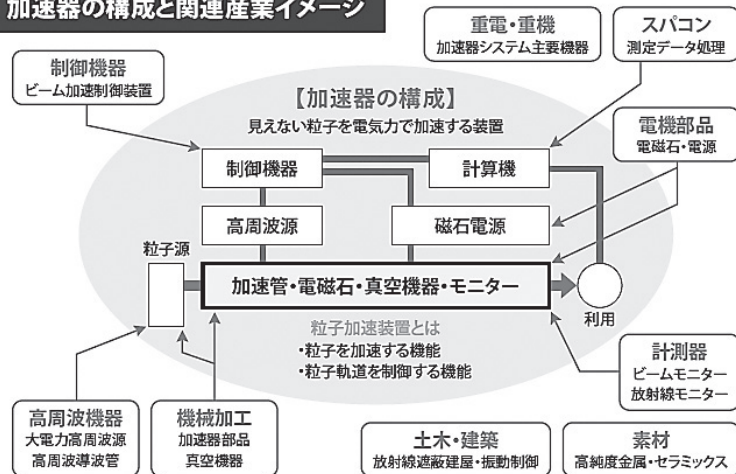 加速器の構成と関連産業イメージ
重電・重機
加速器システム主要機器
スパコン
測定データ処理
制御機器
ビーム加速制御装置
【加速器の構成】
見えない粒子を電気力で加速する装置
電機部品
電磁石・電源
制御機器
計算機
高周波源
磁石電源
粒子源
加速管・電磁石・真空機器・モニター
利用
粒子加速装置とは
・粒子を加速する機能
・粒子軌道を制御する機能
計測器
ビームモニター
放射線モニター
高周波機器
大電力高周波源
高周波導波管
機械加工
加速器部品
真空機器
土木・建築
放射線遮蔽建屋・振動制御
素材
高純度金属・セラミックス